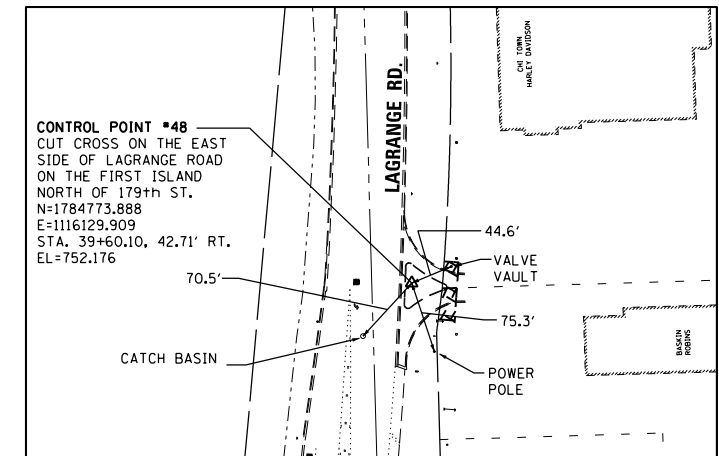 CONTROL POINT #48
CUT CROSS ON THE EAST
SIDE OF LAGRANGE ROAD
ON THE FIRST ISLAND
NORTH OF 179th ST.
N=1784773.888
E=1116129.909
STA. 39+60.10, 42.71' RT.
EL=752.176
LAGRANGE RD.
CHI TOWN
HARLEY DAVIDSON
44.6'
VALVE
VAULT
70.5'
75.3'
CATCH BASIN
POWER
POLE
BASKIN
ROBINS